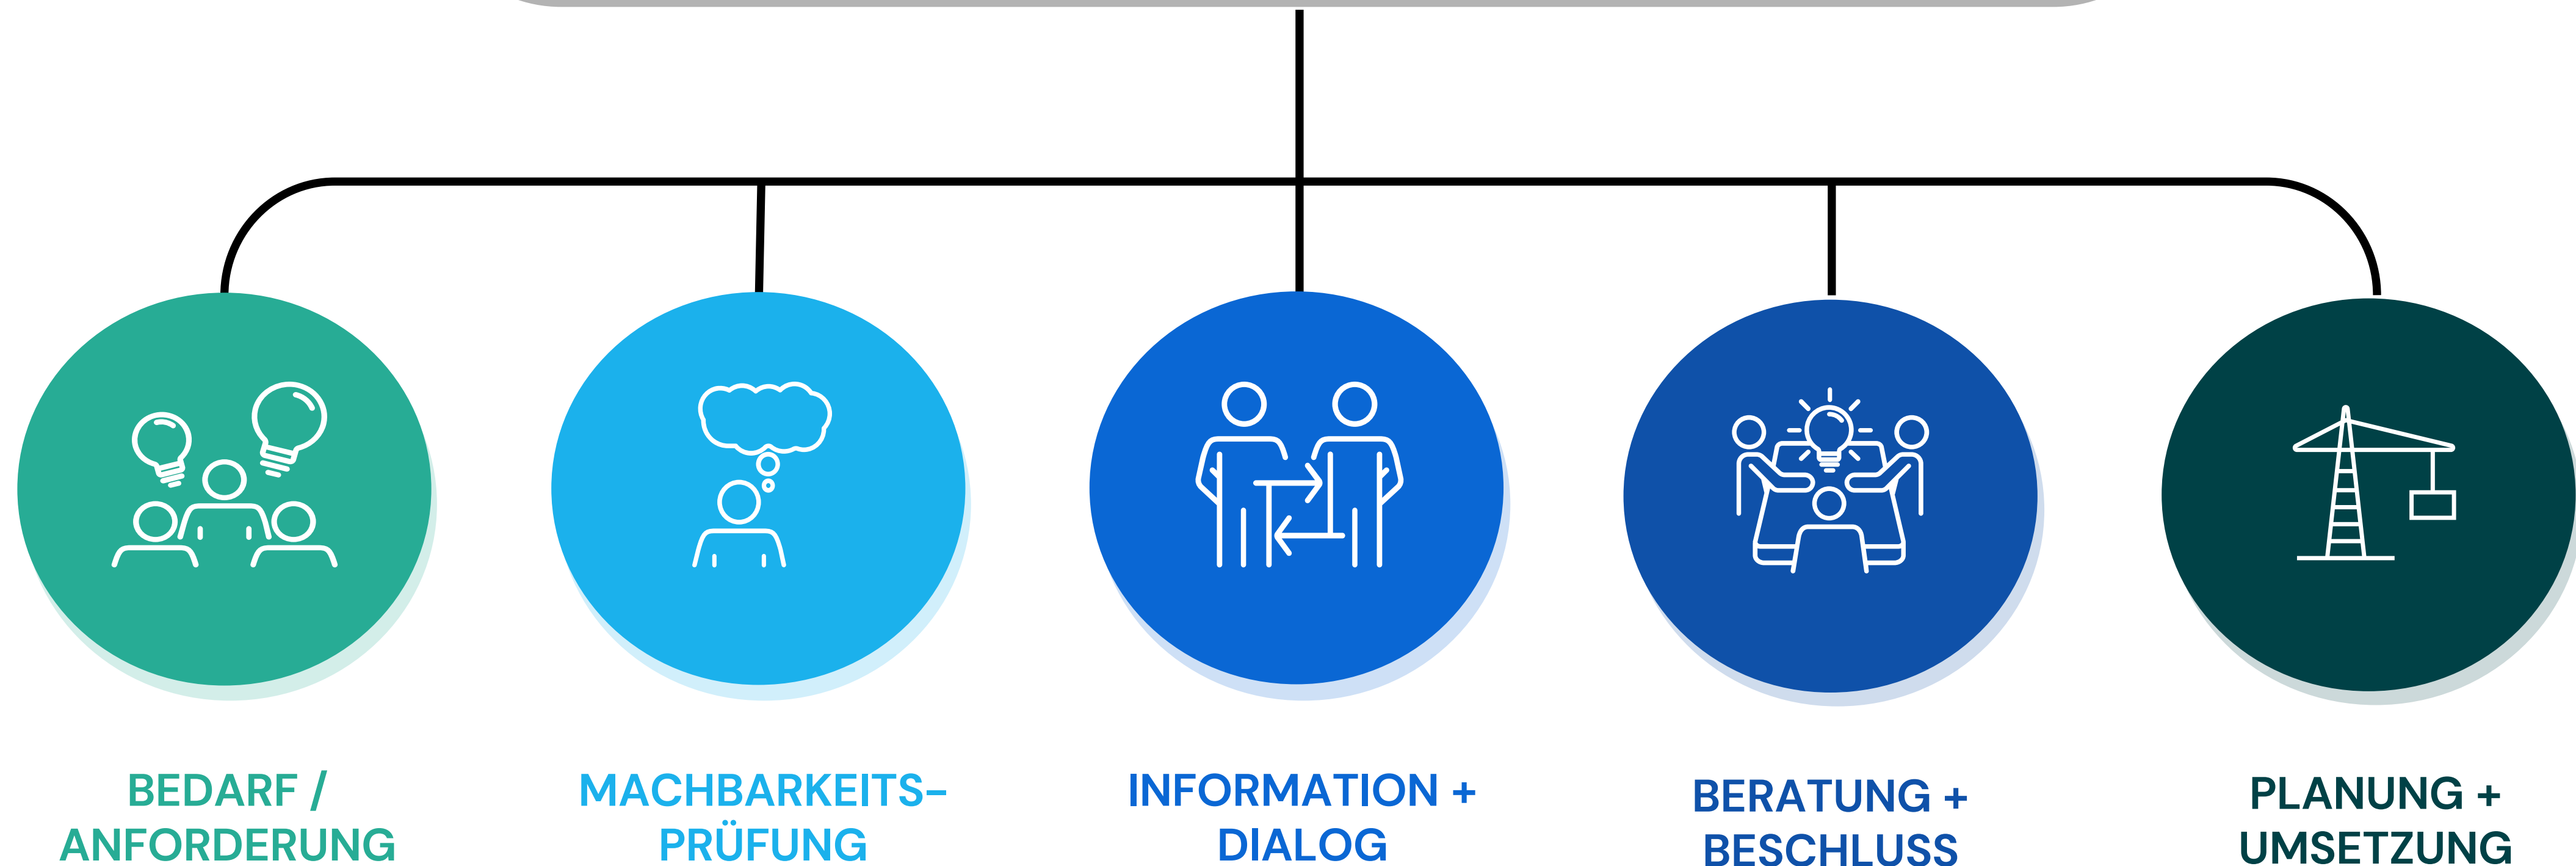 BEDARF /
ANFORDERUNG
MACHBARKEITS-
PRÜFUNG
INFORMATION +
DIALOG
BERATUNG +
BESCHLUSS
PLANUNG +
UMSETZUNG